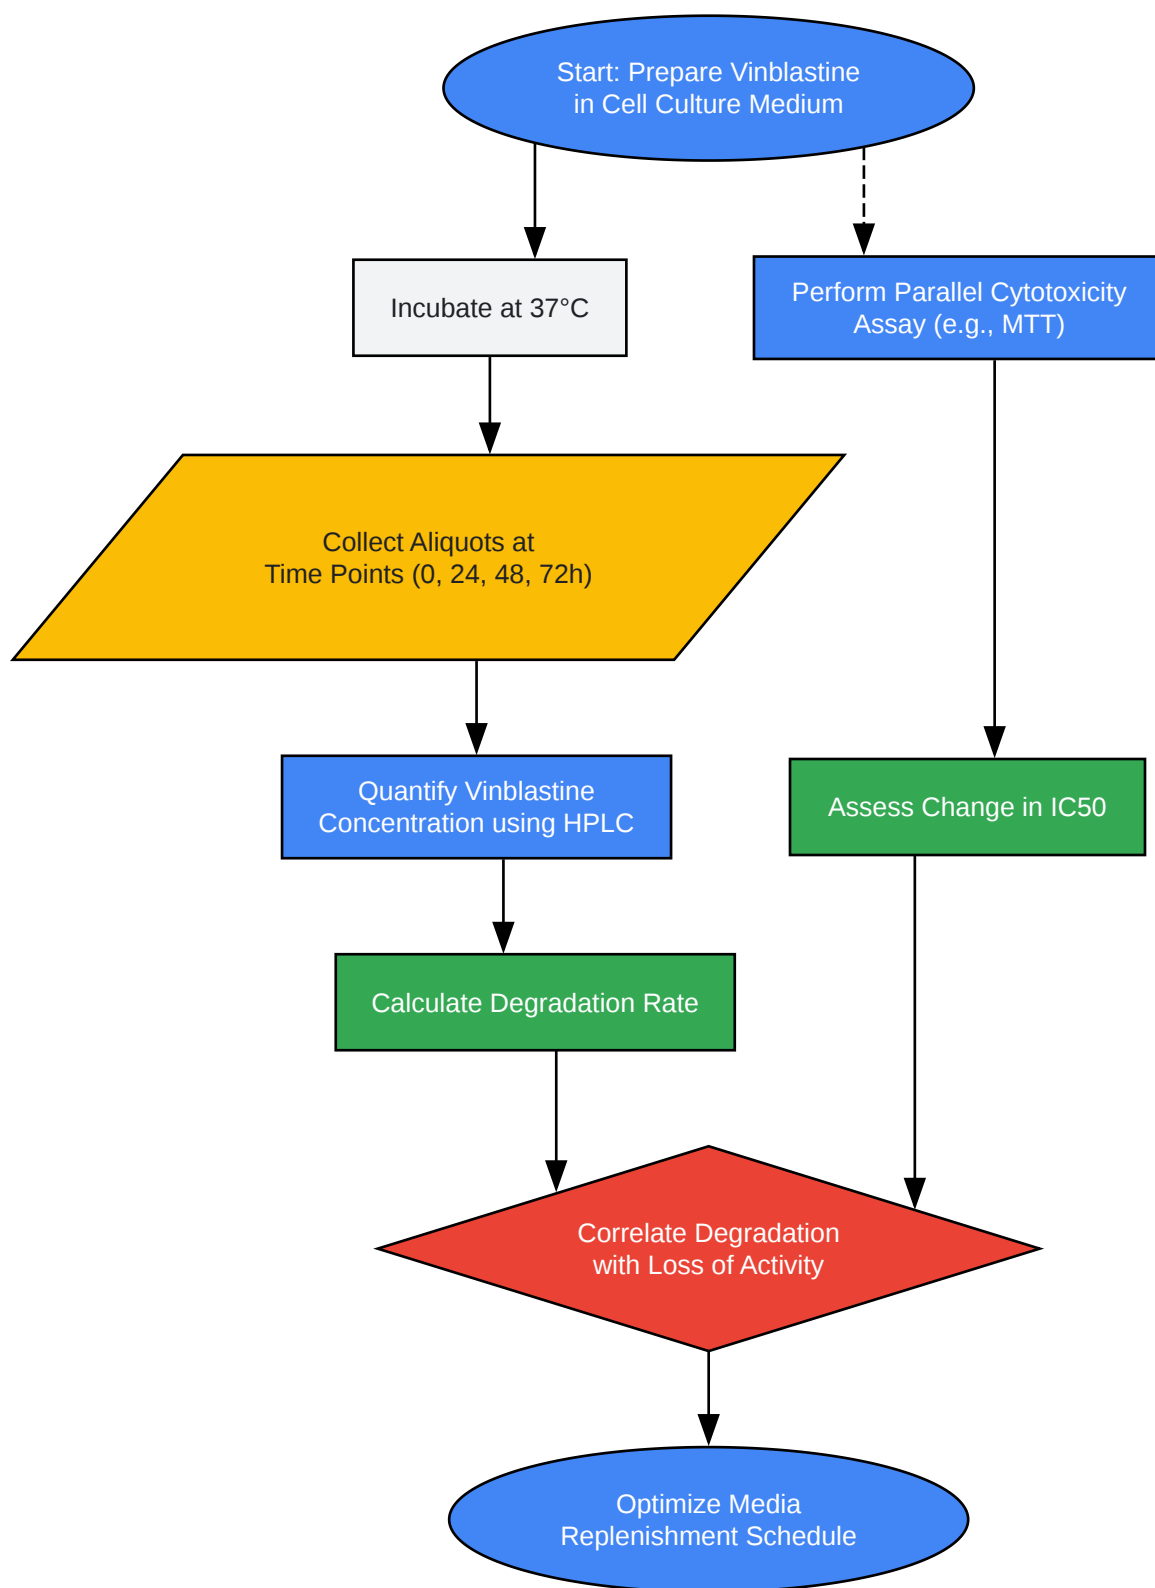 Start: Prepare Vinblastine
in Cell Culture Medium
Incubate at 37°C
Perform Parallel Cytotoxicity
Assay (e.g., MTT)
Collect Aliquots at
Time Points (0, 24, 48, 72h)
Quantify Vinblastine
Concentration using HPLC
Assess Change in IC50
Calculate Degradation Rate
Correlate Degradation
with Loss of Activity
Optimize Media
Replenishment Schedule